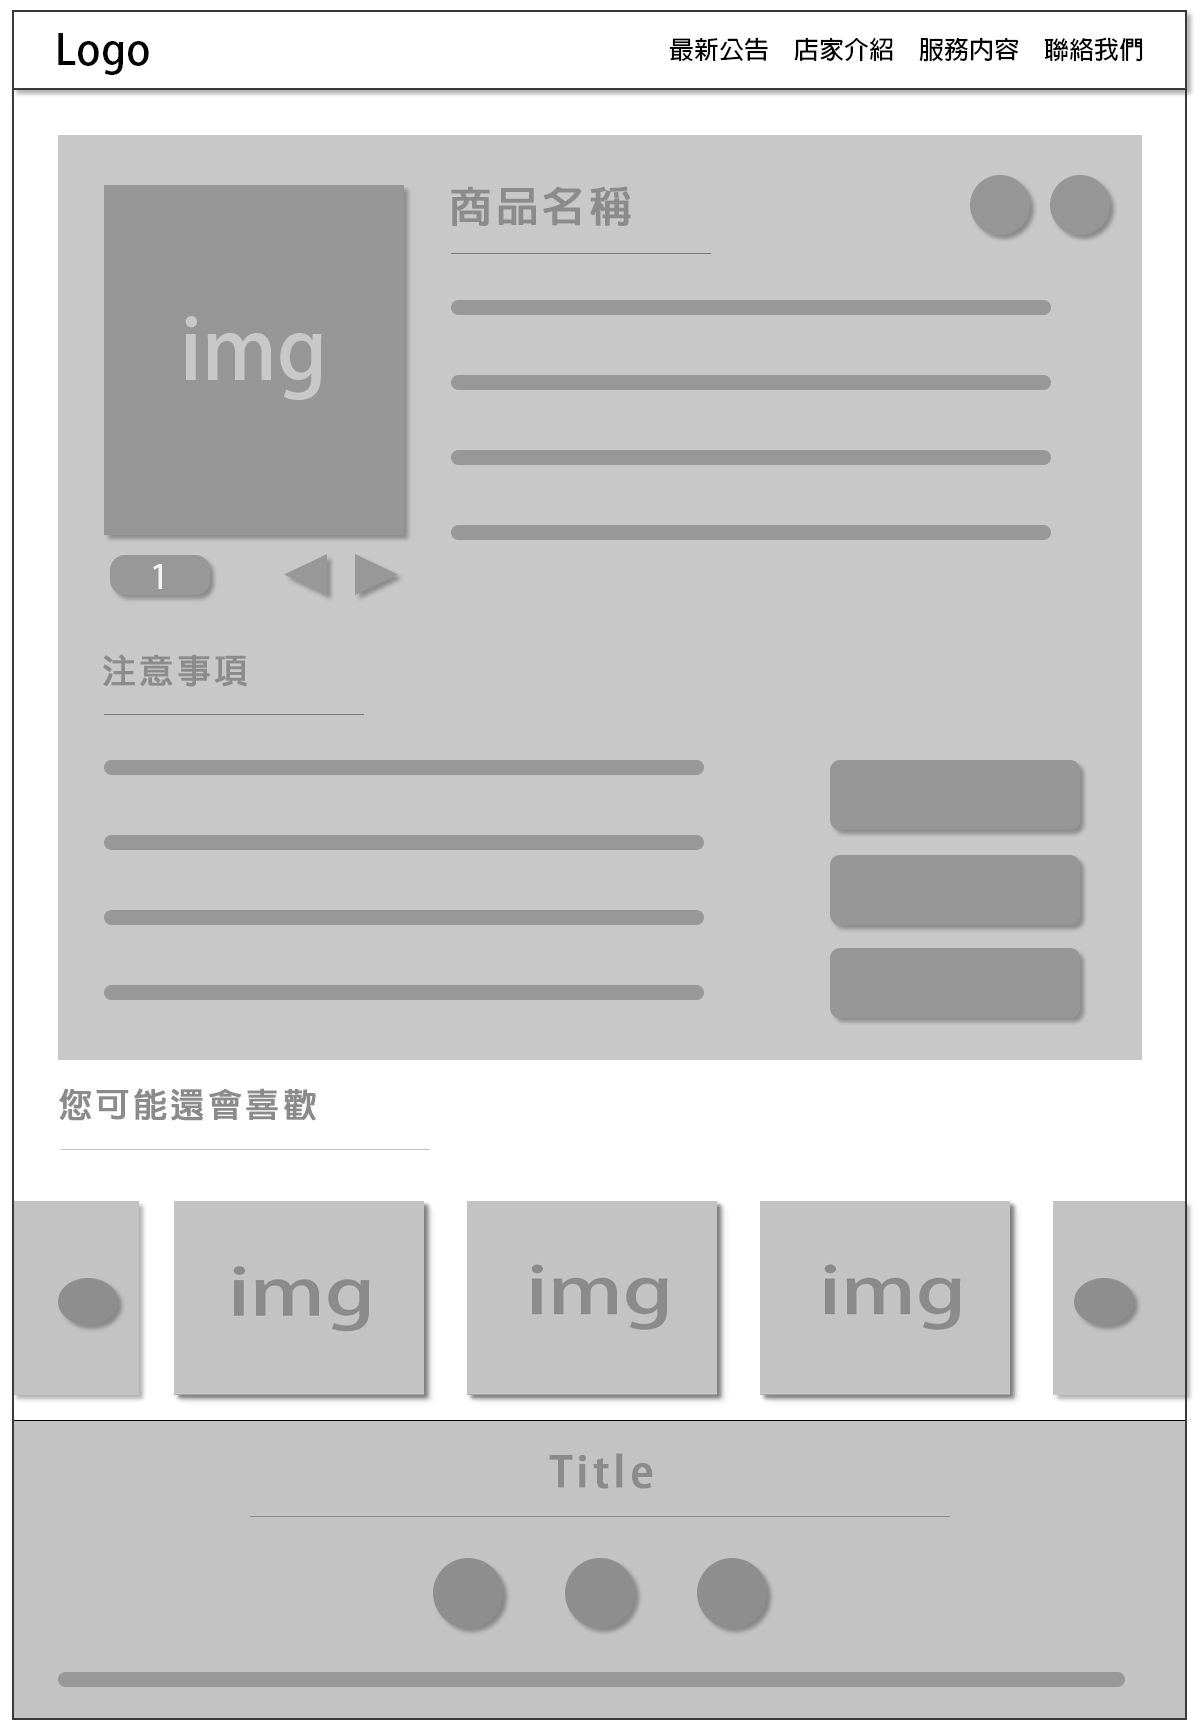 Logo
最新公告 店家介紹 服務内容 聯絡我們
商品名稱
img
1
注意事項
您可能還會喜歡
img img img
Title